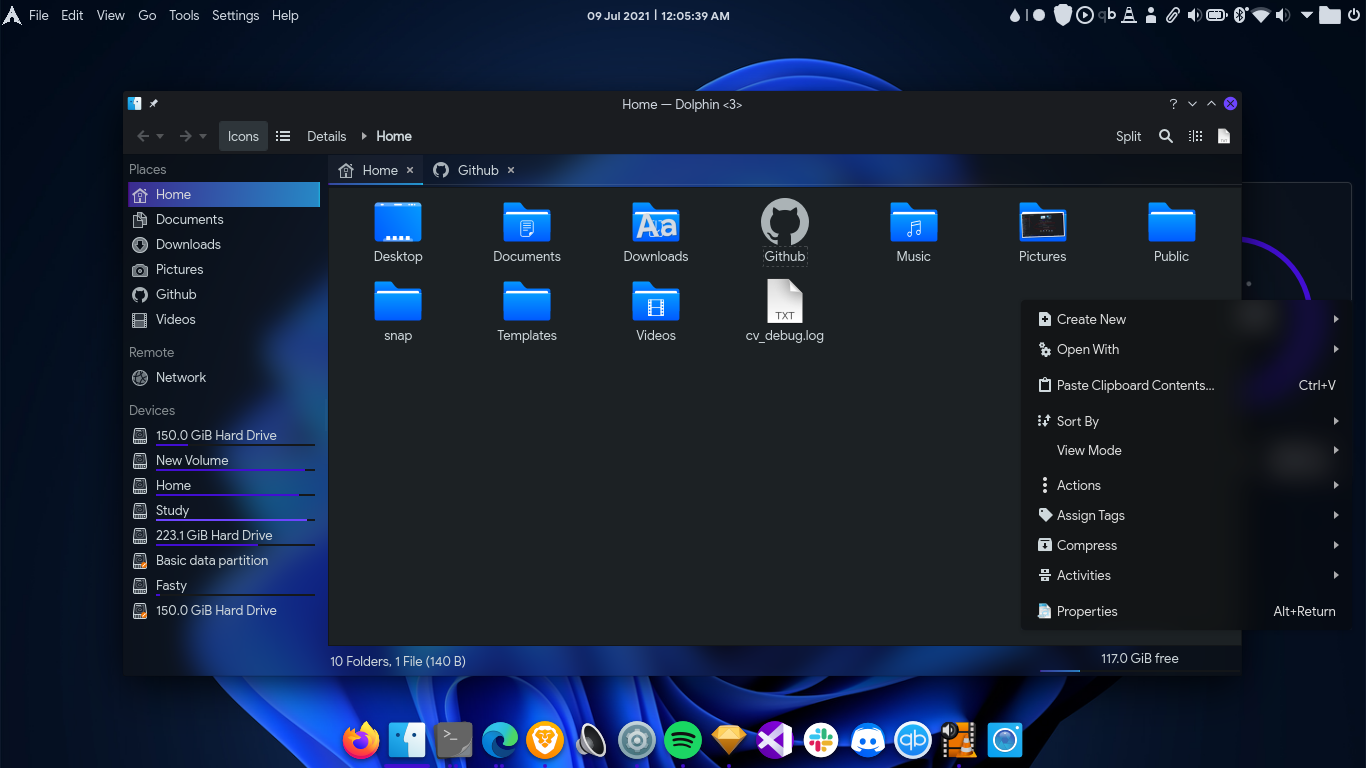 File Edit View Go Tools Settings Help
09 Jul 2021 | 12:05:39 AM
qb
Home — Dolphin <3>
?
Icons Details Home
Split
Places
Home
Documents
Downloads
Pictures
Github
Videos
Remote
Network
Devices
150.0 GiB Hard Drive
New Volume
Home
Study
223.1 GiB Hard Drive
Basic data partition
Fasty
150.0 GiB Hard Drive
Home × Github ×
Aa
Desktop Documents Downloads Github Music Pictures Public
TXT
snap Templates Videos cv_debug.log
Create New
Open With
Paste Clipboard Contents... Ctrl+V
Sort By
View Mode
Actions
Assign Tags
Compress
Activities
Properties Alt+Return
10 Folders, 1 File (140 B)
117.0 GiB free
>_
qb